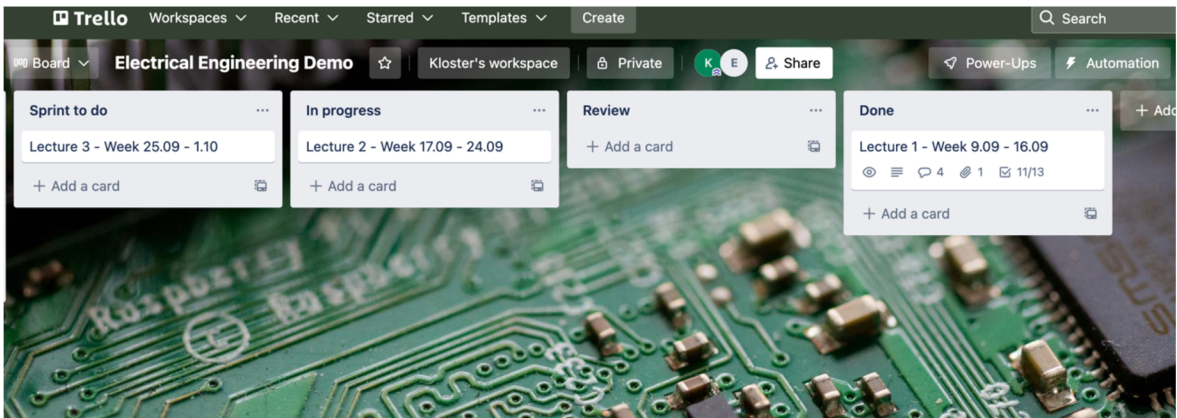 Trello Workspaces Recent Starred Templates Create Search
Board Electrical Engineering Demo Kloster's workspace Private K E Share Power-Ups Automation
Sprint to do
Lecture 3 - Week 25.09 - 1.10
+ Add a card
In progress
Lecture 2 - Week 17.09 - 24.09
+ Add a card
Review
+ Add a card
Done
Lecture 1 - Week 9.09 - 16.09
4 1 11/13
+ Add a card
+ Add
Raspberry
Raspberry